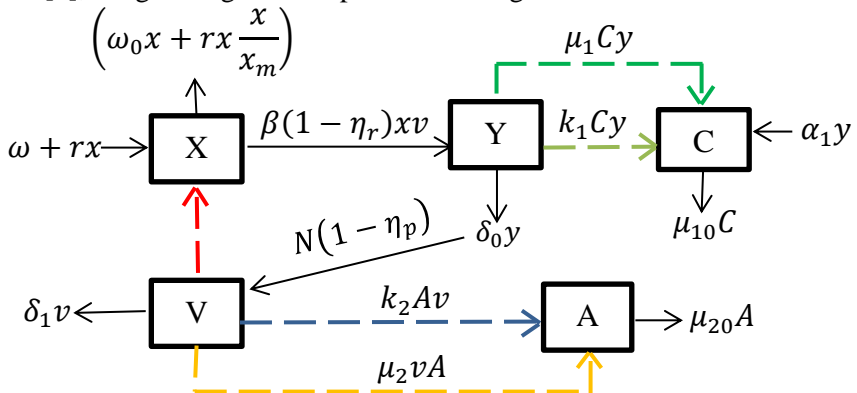 (ω₀x + rx x/xₘ)
μ₁Cy
ω + rx
X
β(1 − ηᵣ)xv
Y
k₁Cy
C
α₁y
N(1 − ηₚ)
δ₀y
μ₁₀C
δ₁v
V
k₂Av
A
μ₂₀A
μ₂vA